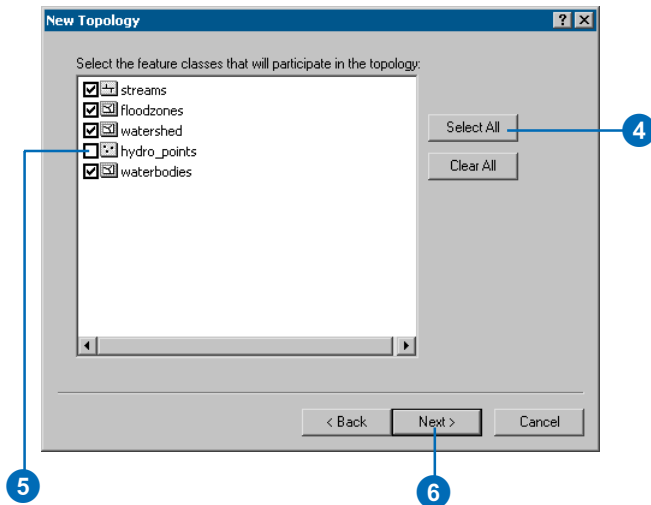 New Topology
Select the feature classes that will participate in the topology:
streams
floodzones
watershed
hydro_points
waterbodies
Select All
4
Clear All
< Back
Next >
Cancel
5
6